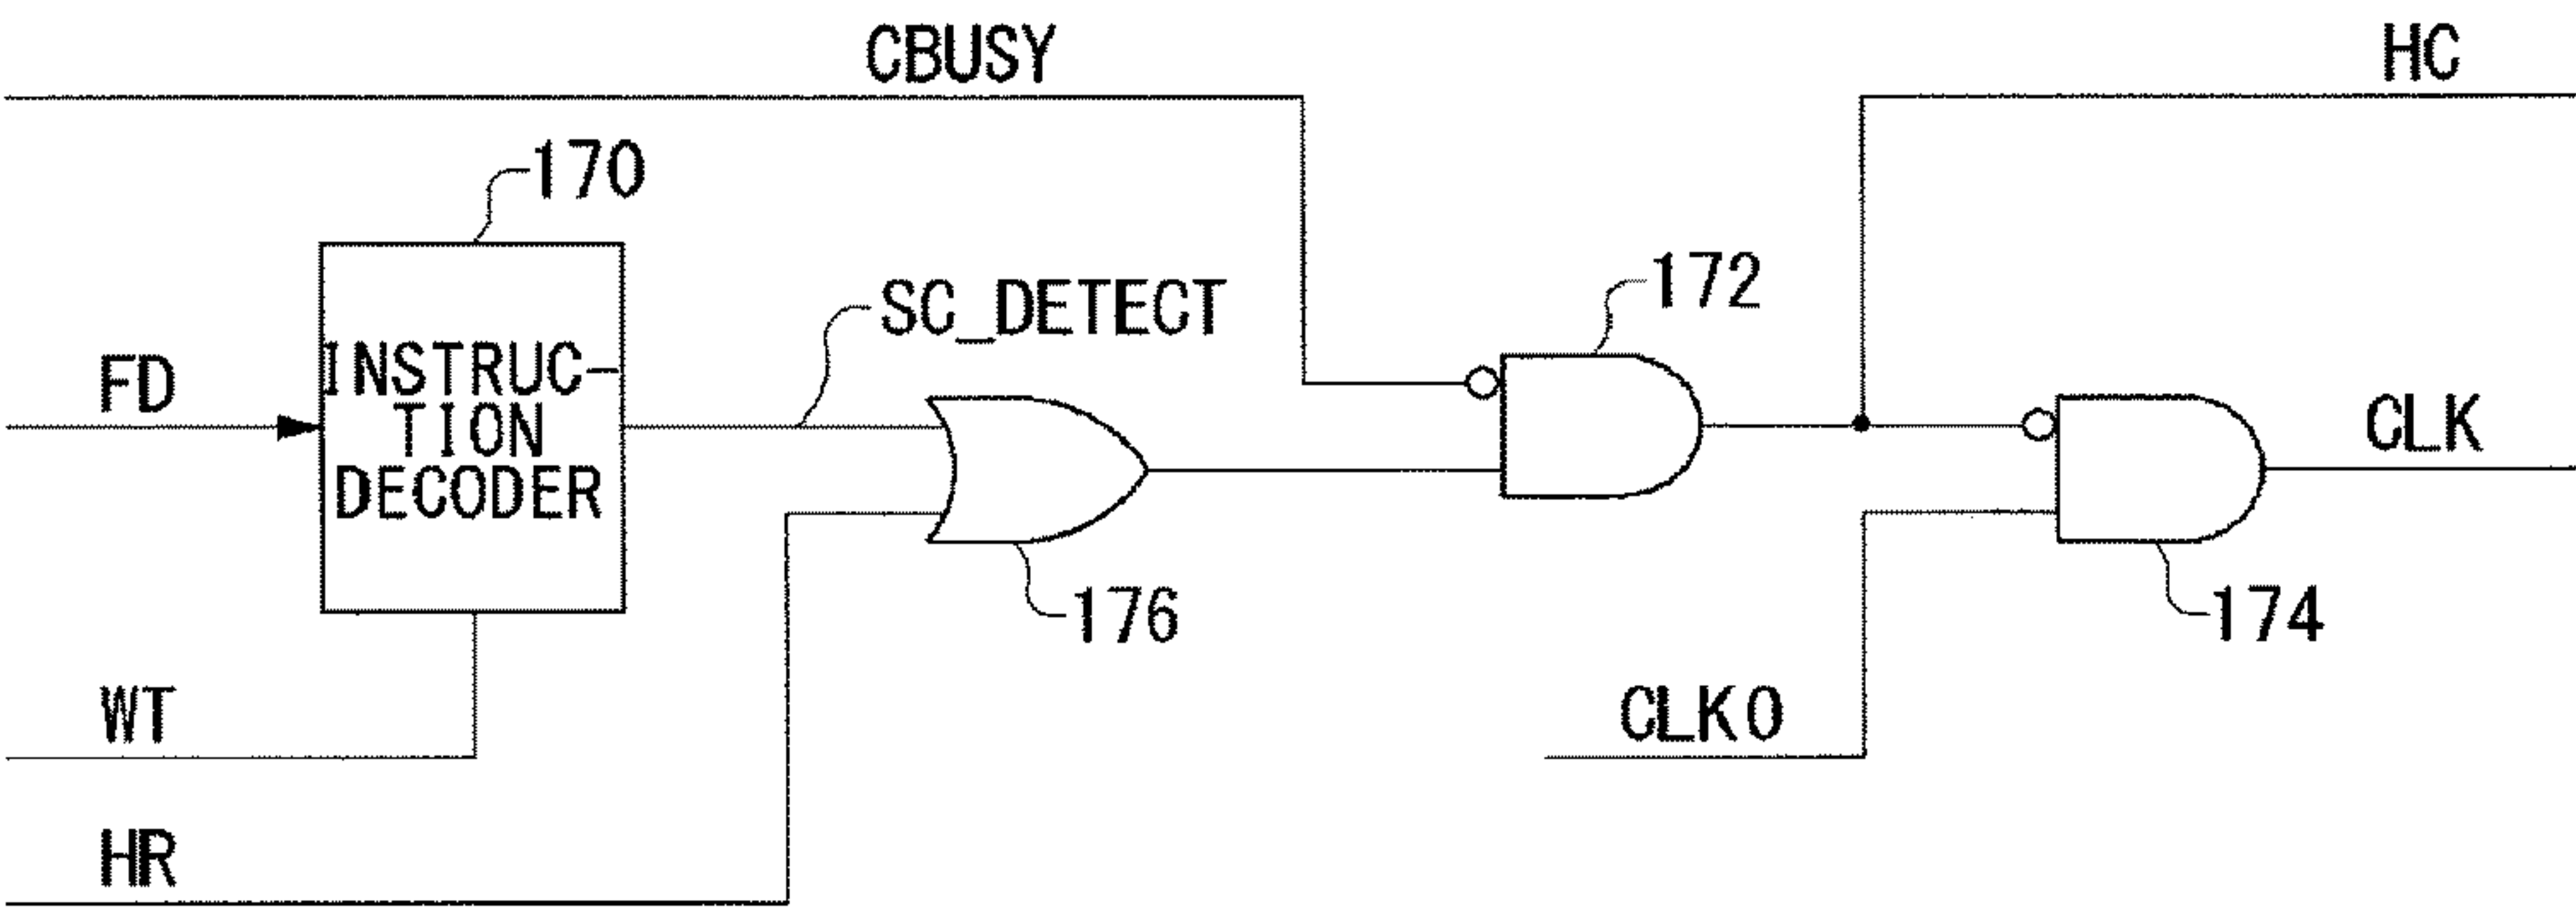 CBUSY
HC
170
172
SC_DETECT
FD
INSTRUC-
TION
DECODER
CLK
176
174
WT
CLK0
HR